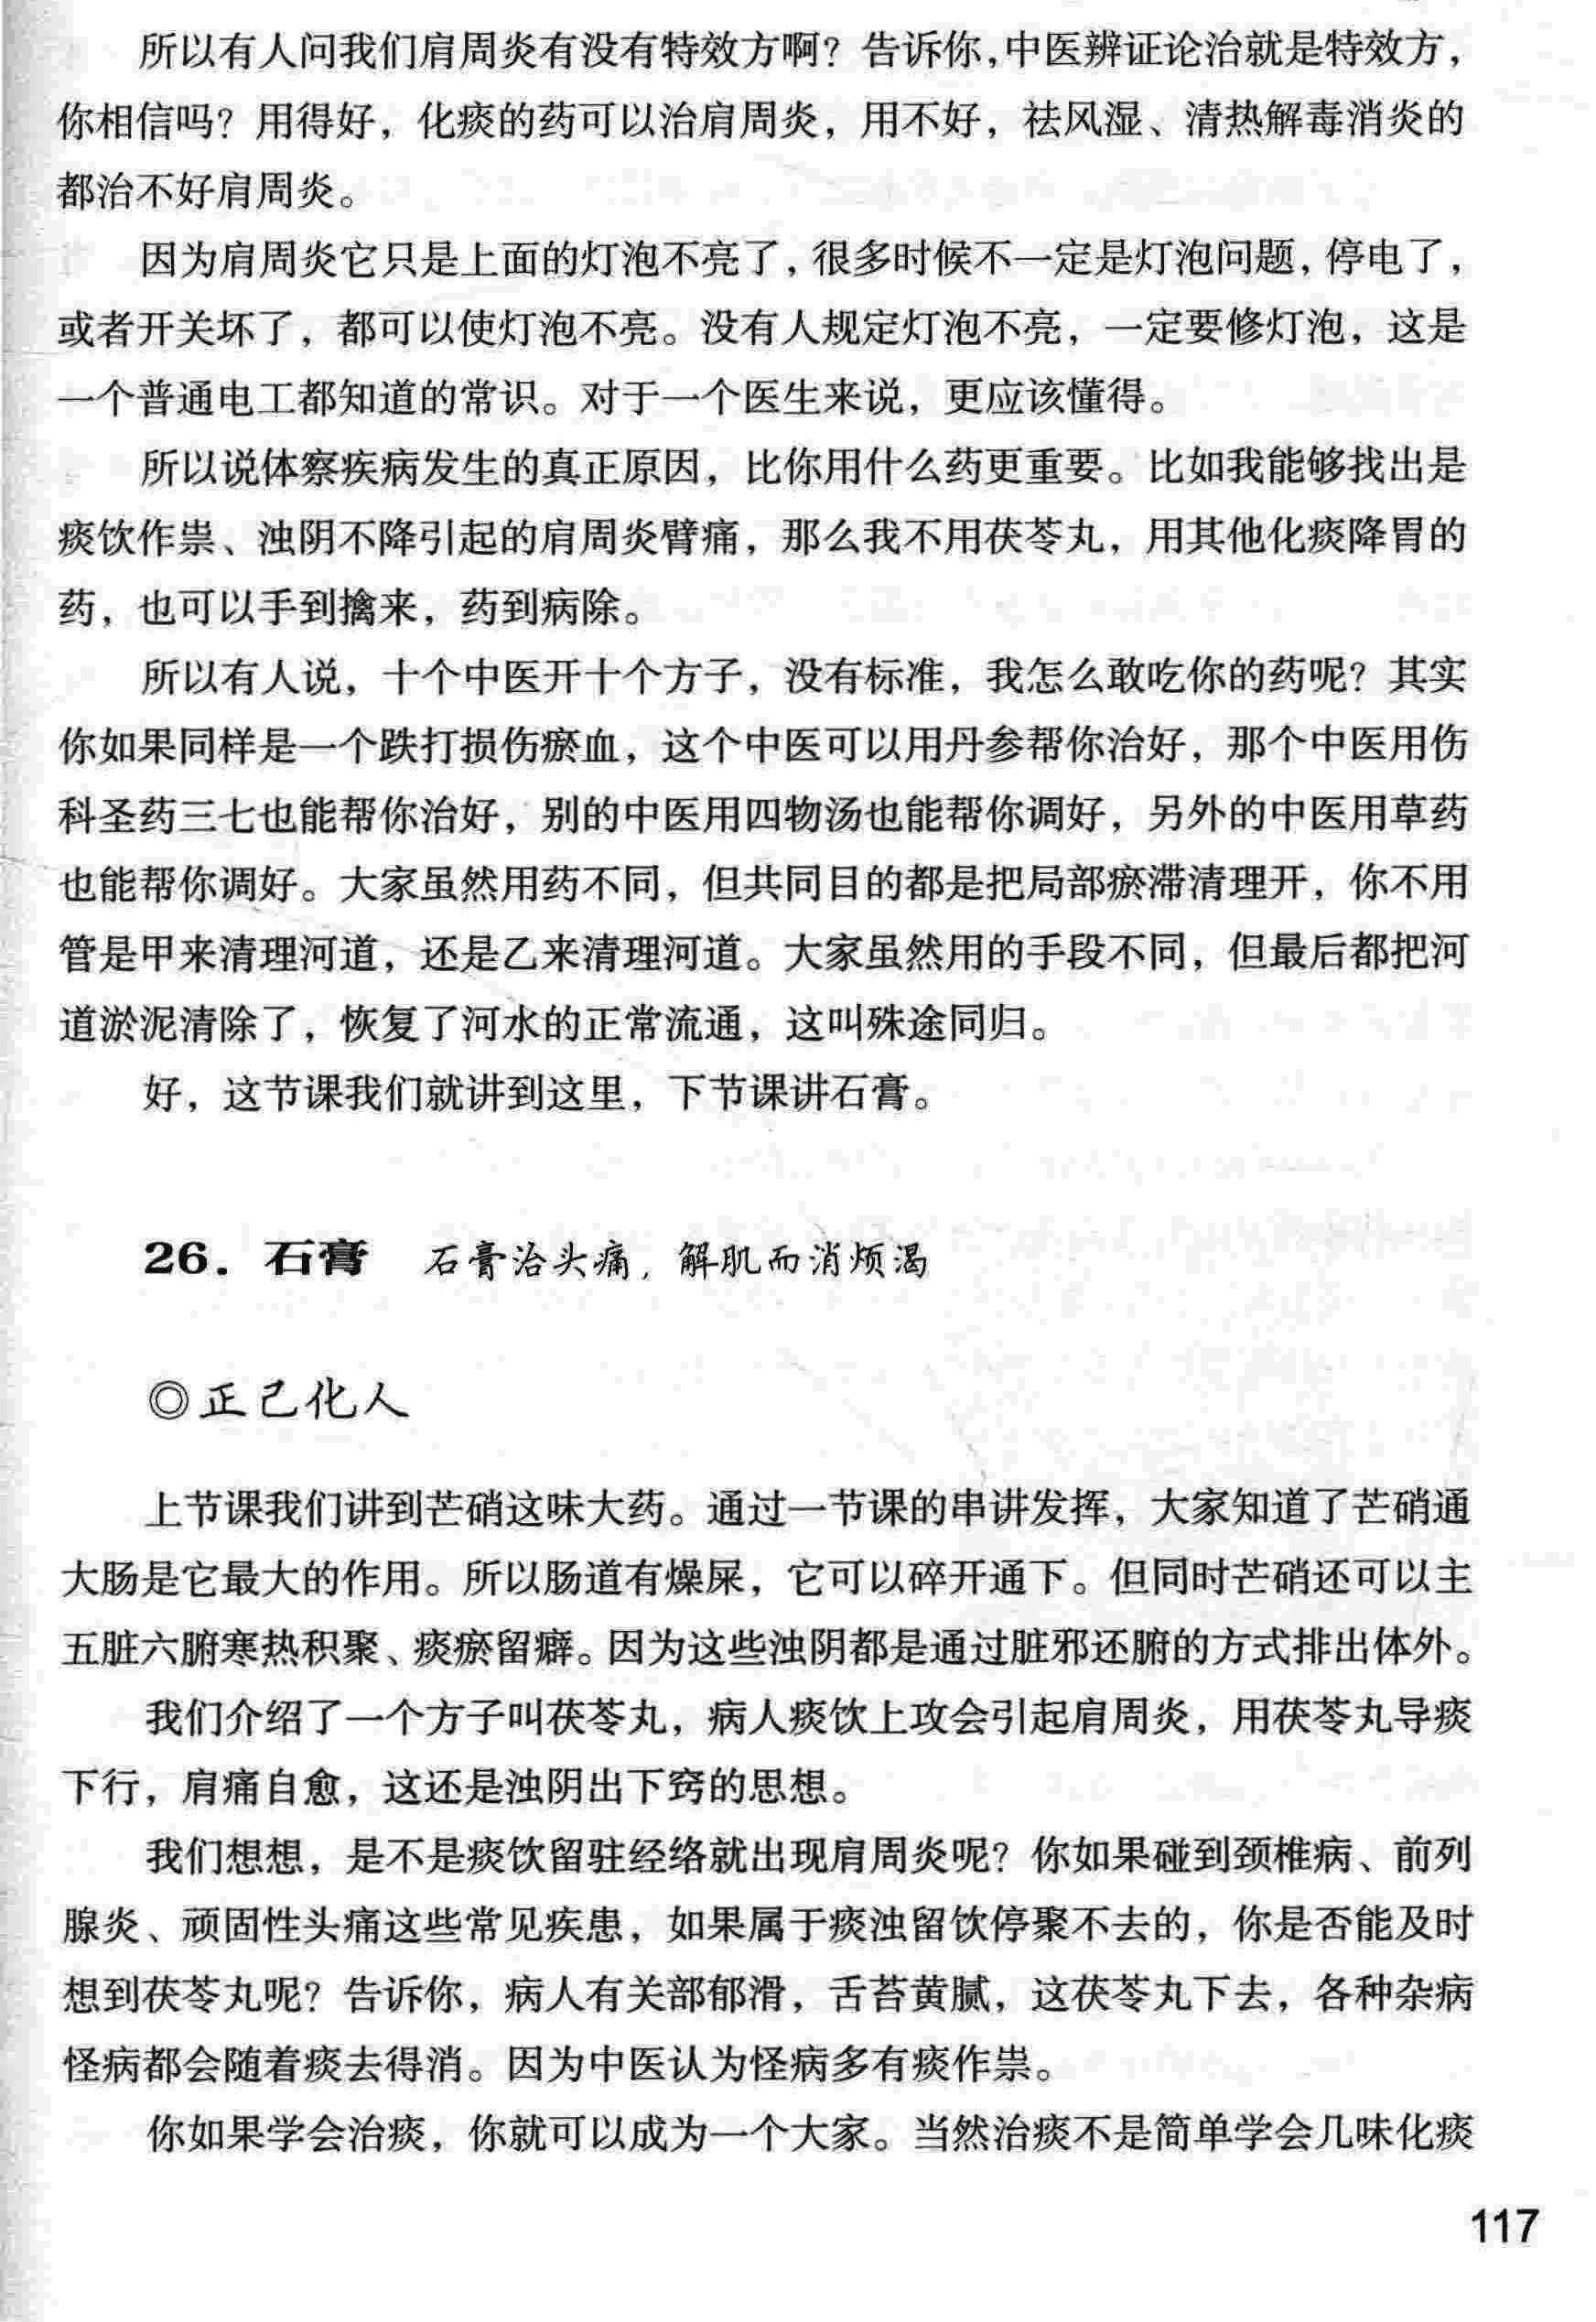 所以有人问我们肩周炎有没有特效方啊？告诉你，中医辨证论治就是特效方，
你相信吗？用得好，化痰的药可以治肩周炎，用不好，祛风湿、清热解毒消炎的
都治不好肩周炎。
因为肩周炎它只是上面的灯泡不亮了，很多时候不一定是灯泡问题，停电了，
或者开关坏了，都可以使灯泡不亮。没有人规定灯泡不亮，一定要修灯泡，这是
一个普通电工都知道的常识。对于一个医生来说，更应该懂得。
所以说体察疾病发生的真正原因，比你用什么药更重要。比如我能够找出是
痰饮作祟、浊阴不降引起的肩周炎臂痛，那么我不用茯苓丸，用其他化痰降胃的
药，也可以手到擒来，药到病除。
所以有人说，十个中医开十个方子，没有标准，我怎么敢吃你的药呢？其实
你如果同样是一个跌打损伤瘀血，这个中医可以用丹参帮你治好，那个中医用伤
科圣药三七也能帮你治好，别的中医用四物汤也能帮你调好，另外的中医用草药
也能帮你调好。大家虽然用药不同，但共同目的都是把局部瘀滞清理开，你不用
管是甲来清理河道，还是乙来清理河道。大家虽然用的手段不同，但最后都把河
道淤泥清除了，恢复了河水的正常流通，这叫殊途同归。
好，这节课我们就讲到这里，下节课讲石膏。
26．石膏 石膏治头痛，解肌而消烦渴
◎正己化人
上节课我们讲到芒硝这味大药。通过一节课的串讲发挥，大家知道了芒硝通
大肠是它最大的作用。所以肠道有燥屎，它可以碎开通下。但同时芒硝还可以主
五脏六腑寒热积聚、痰瘀留癖。因为这些浊阴都是通过脏邪还腑的方式排出体外。
我们介绍了一个方子叫茯苓丸，病人痰饮上攻会引起肩周炎，用茯苓丸导痰
下行，肩痛自愈，这还是浊阴出下窍的思想。
我们想想，是不是痰饮留驻经络就出现肩周炎呢？你如果碰到颈椎病、前列
腺炎、顽固性头痛这些常见疾患，如果属于痰浊留饮停聚不去的，你是否能及时
想到茯苓丸呢？告诉你，病人有关部郁滑，舌苔黄腻，这茯苓丸下去，各种杂病
怪病都会随着痰去得消。因为中医认为怪病多有痰作祟。
你如果学会治痰，你就可以成为一个大家。当然治痰不是简单学会几味化痰
117